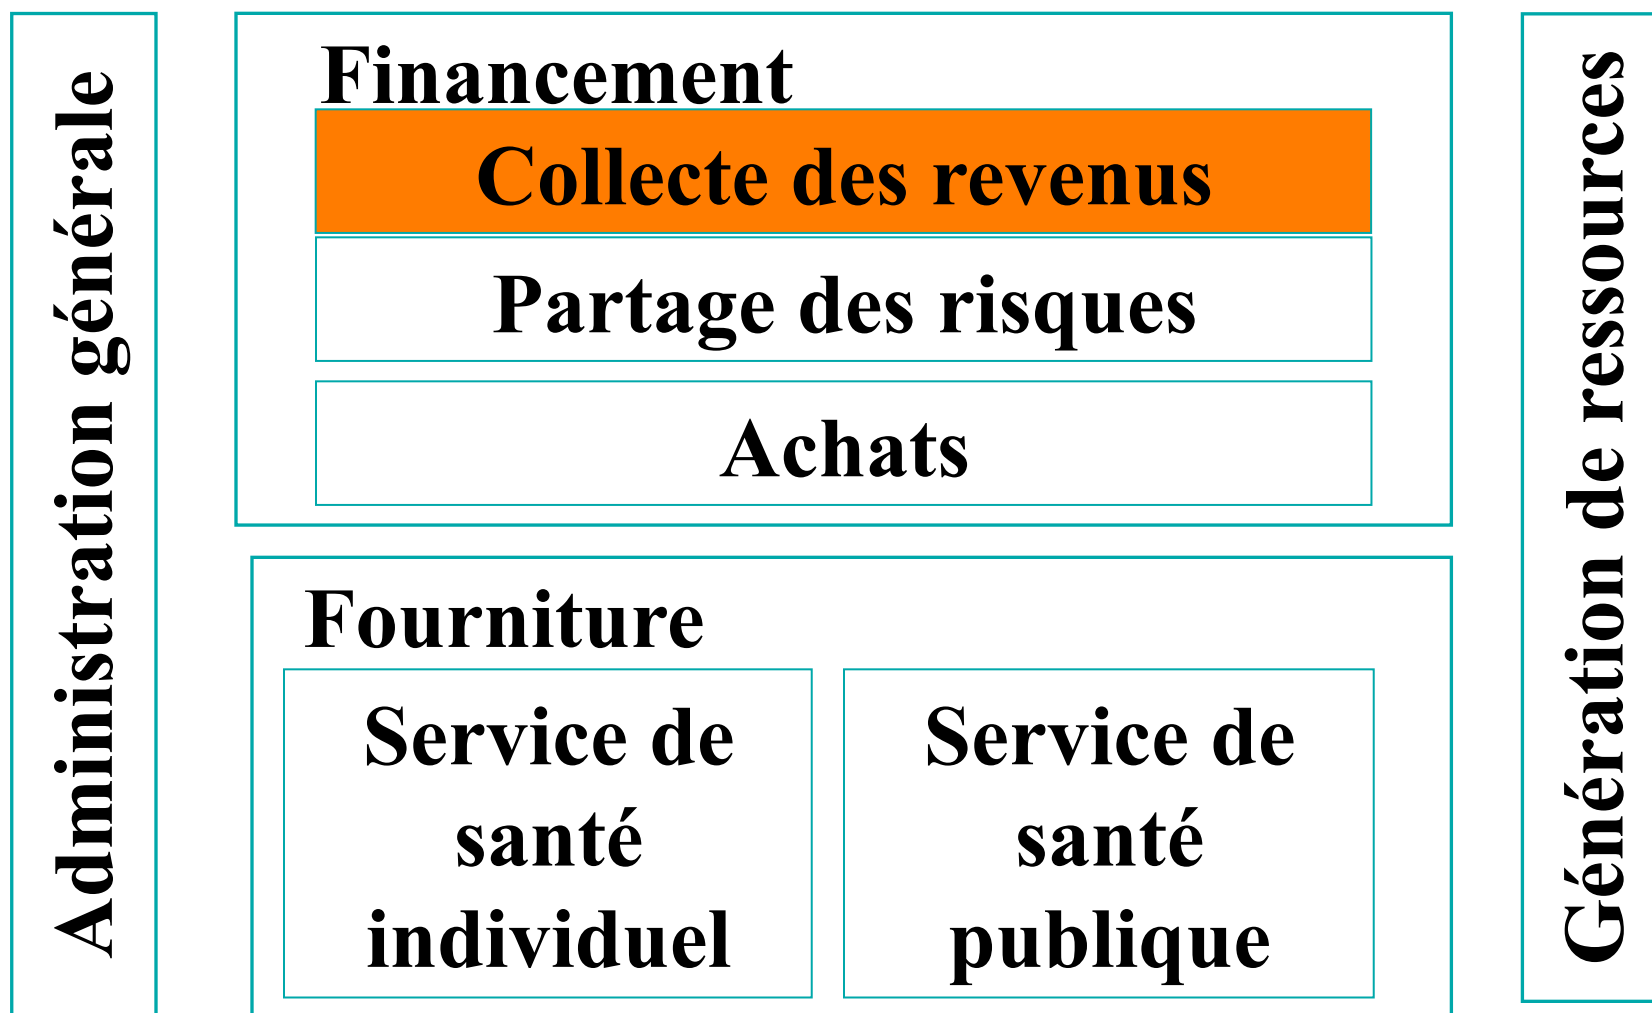 Administration générale
Financement
Collecte des revenus
Partage des risques
Achats
Fourniture
Service de
santé
individuel
Service de
santé
publique
Génération de ressources